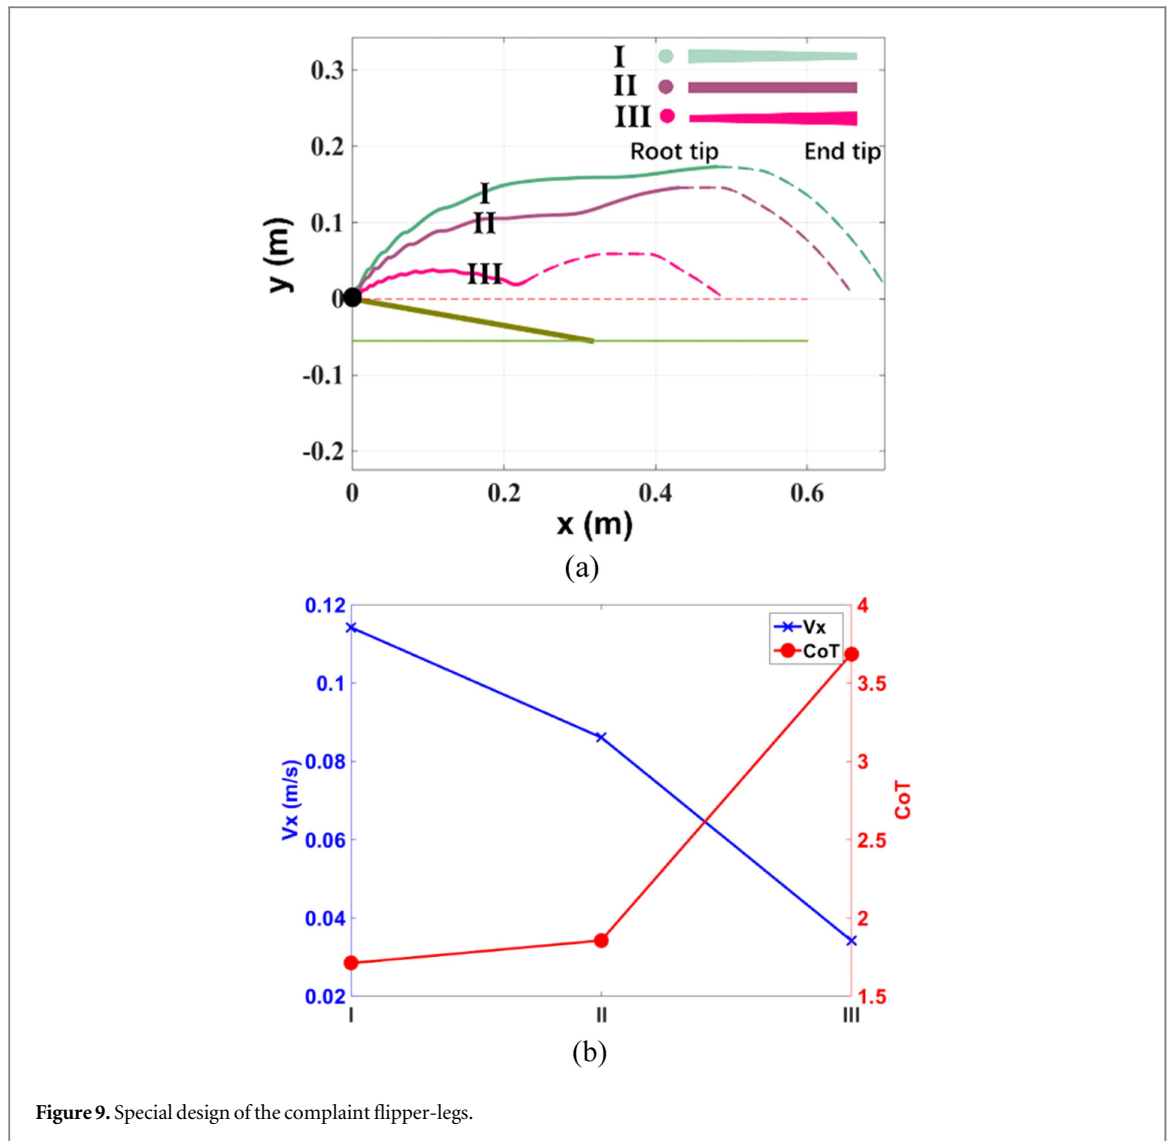 0.3
0.2
0.1
0
-0.1
-0.2
y (m)
I
II
III
Root tip End tip
I
II
III
0 0.2 0.4 0.6
x (m)
(a)
0.12
0.1
0.08
0.06
0.04
0.02
Vx (m/s)
Vx
CoT
4
3.5
3
2.5
2
1.5
CoT
I II III
(b)
Figure 9. Special design of the complaint flipper-legs.